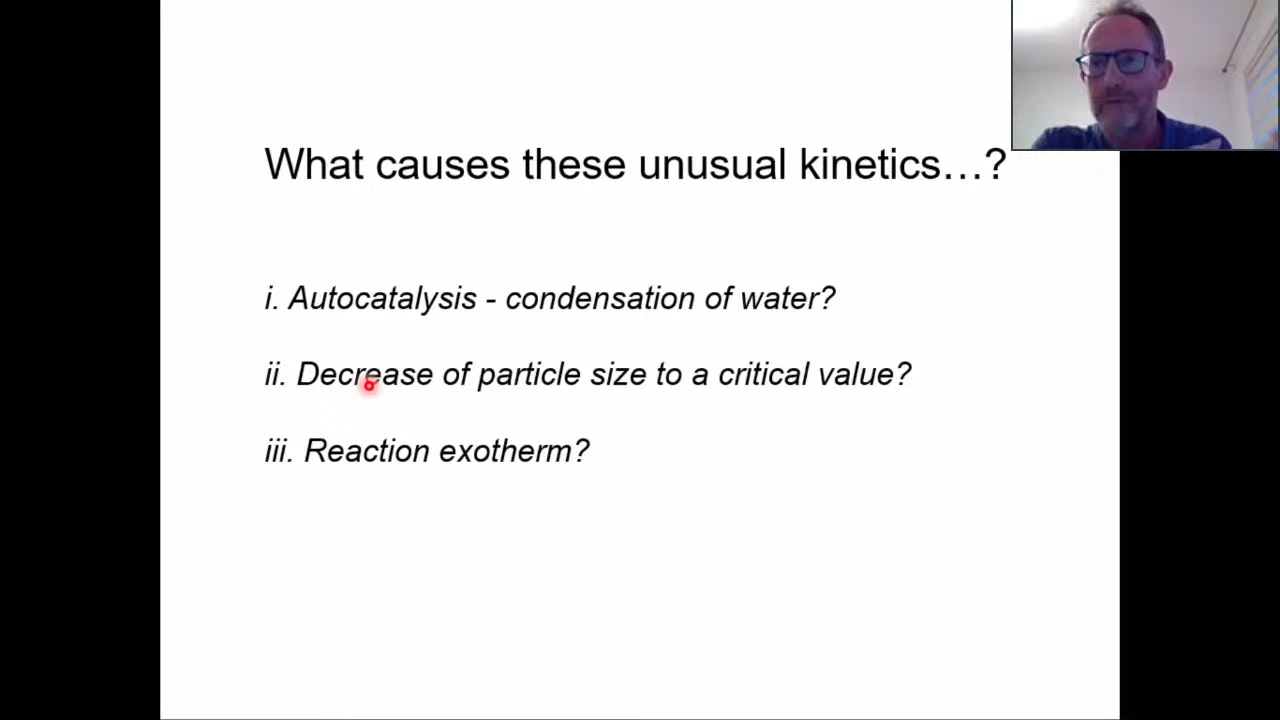 What causes these unusual kinetics…?
i. Autocatalysis - condensation of water?
ii. Decrease of particle size to a critical value?
iii. Reaction exotherm?